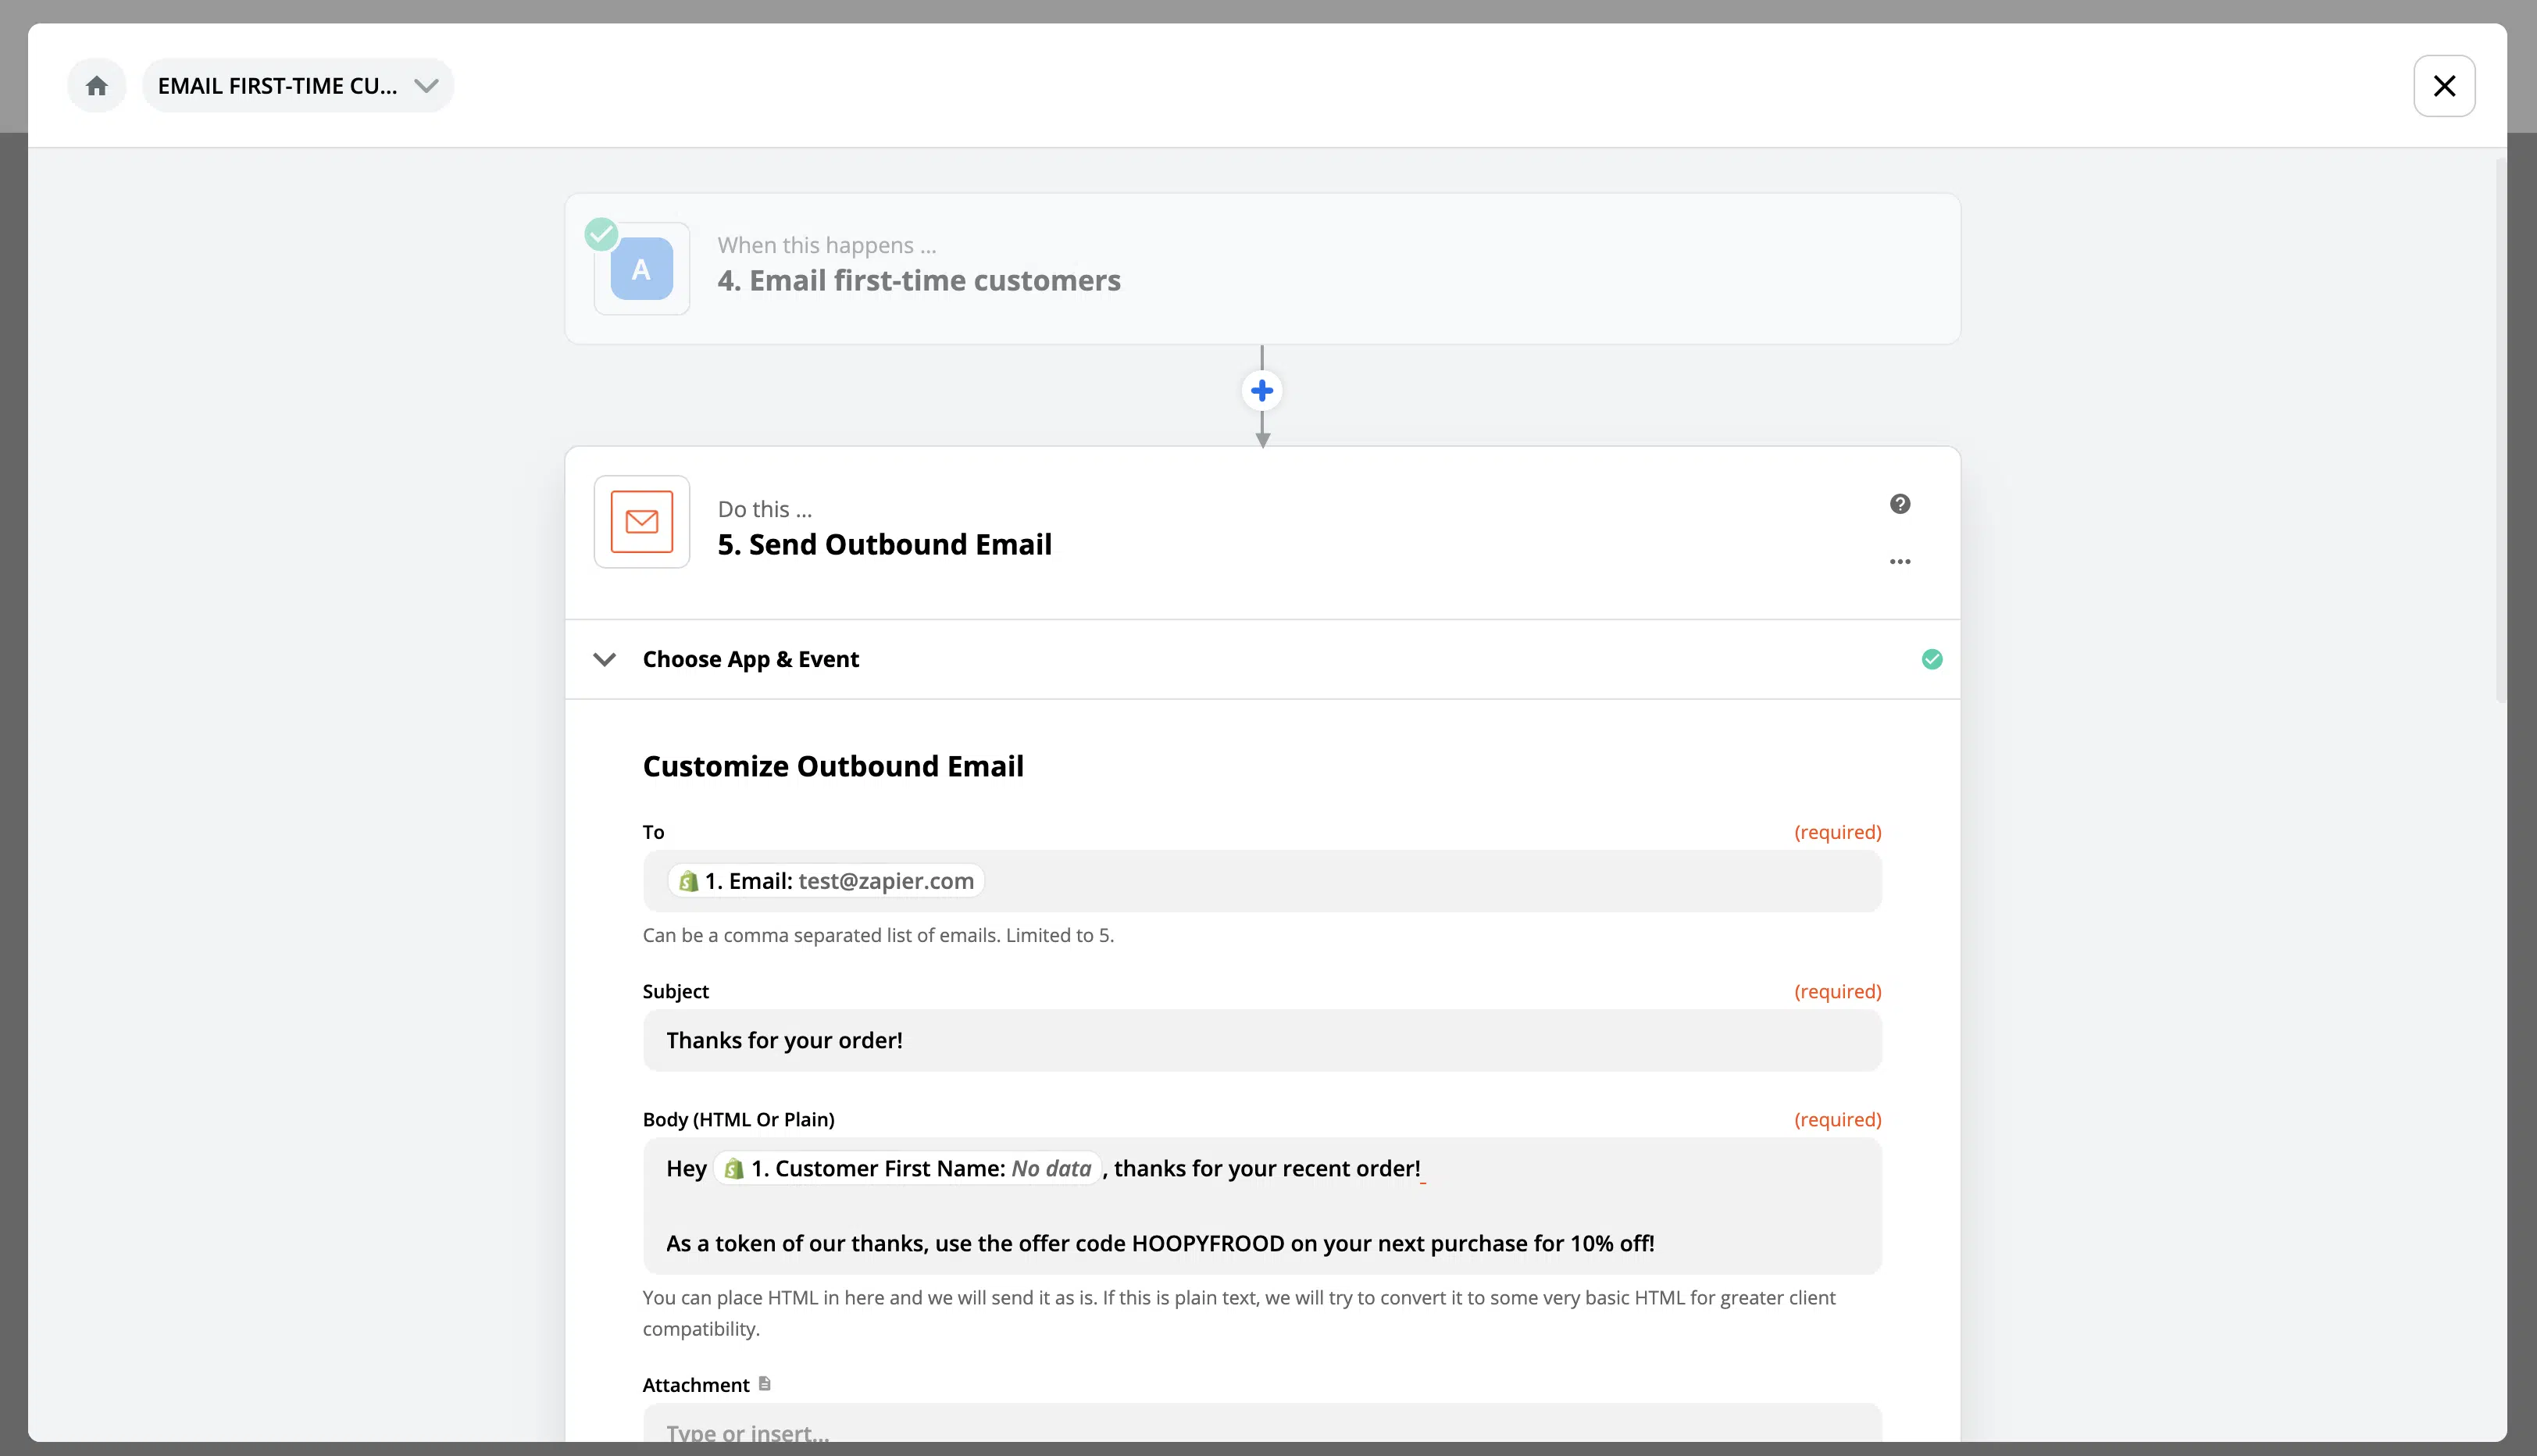 EMAIL FIRST-TIME CU...
When this happens ...
A
4. Email first-time customers
Do this ...
5. Send Outbound Email
Choose App & Event
Customize Outbound Email
To (required)
1. Email: test@zapier.com
Can be a comma separated list of emails. Limited to 5.
Subject (required)
Thanks for your order!
Body (HTML Or Plain) (required)
Hey 1. Customer First Name: No data , thanks for your recent order!
As a token of our thanks, use the offer code HOOPYFROOD on your next purchase for 10% off!
You can place HTML in here and we will send it as is. If this is plain text, we will try to convert it to some very basic HTML for greater client
compatibility.
Attachment
Type or insert...